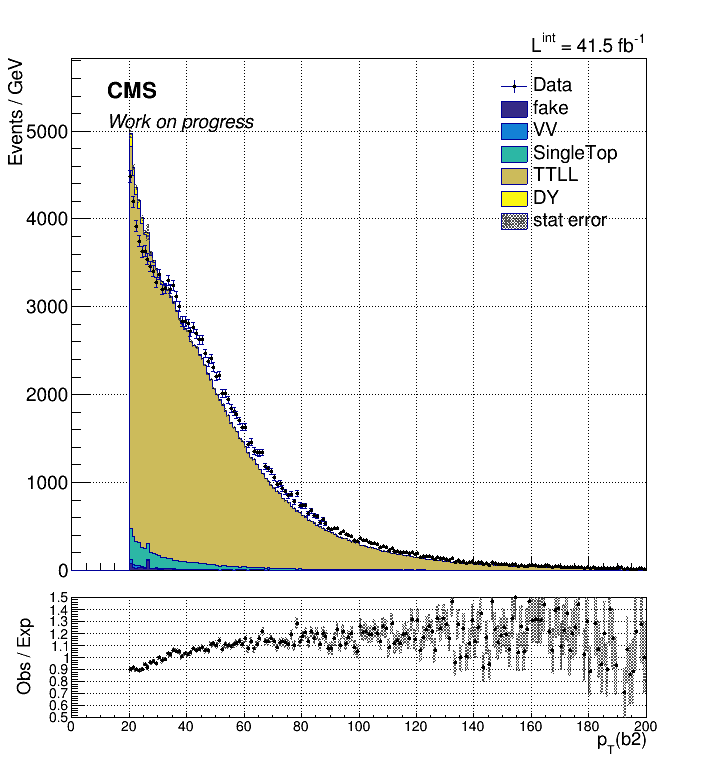 L^int = 41.5 fb^-1
Events / GeV
CMS
Work on progress
Data
fake
VV
SingleTop
TTLL
DY
stat error
5000
4000
3000
2000
1000
0
Obs / Exp
1.5
1.4
1.3
1.2
1.1
1
0.9
0.8
0.7
0.6
0.5
0 20 40 60 80 100 120 140 160 180 200
p_T(b2)